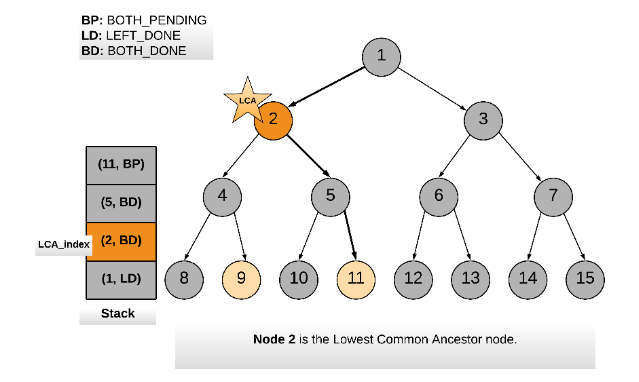 BP: BOTH_PENDING
LD: LEFT_DONE
BD: BOTH_DONE
1
LCA
2
3
(11, BP)
(5, BD)
4
5
6
7
LCA_index
(2, BD)
(1, LD)
8
9
10
11
12
13
14
15
Stack
Node 2 is the Lowest Common Ancestor node.